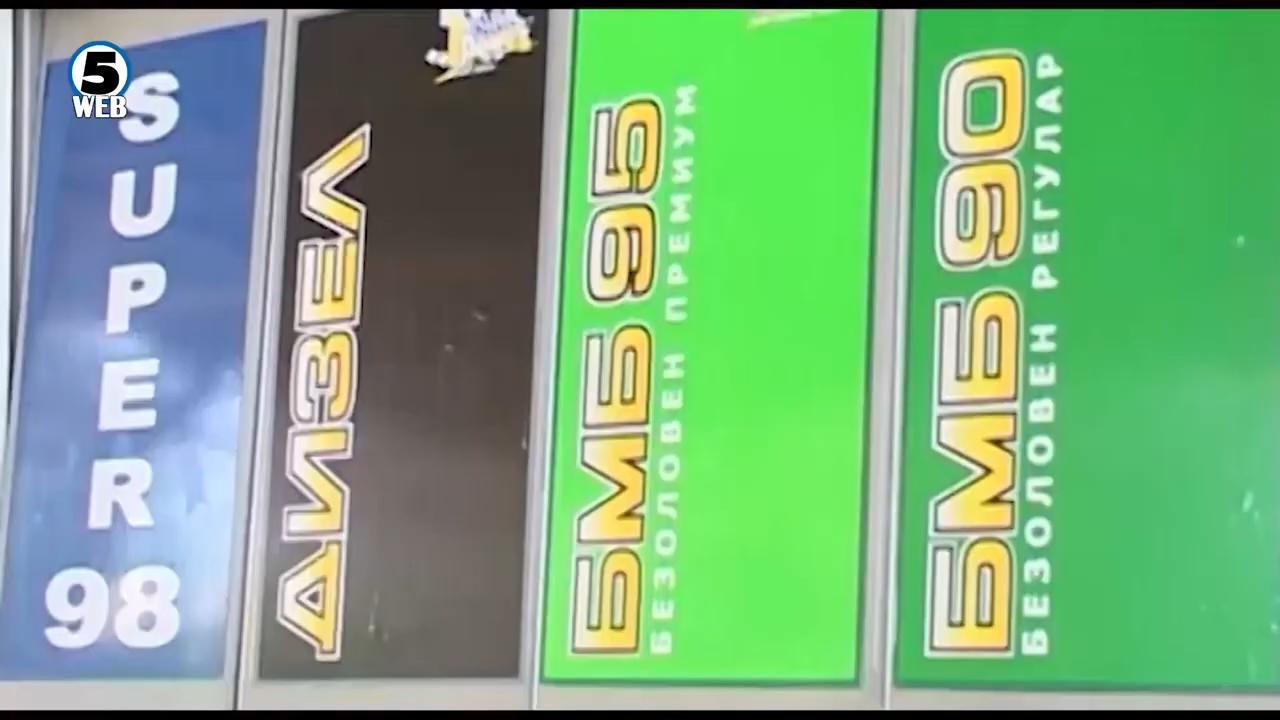 5
WEB
SUPER
98
ДИЗЕЛ
БМБ 95
БЕЗОЛОВЕН ПРЕМИУМ
БМБ 90
БЕЗОЛОВЕН РЕГУЛАР